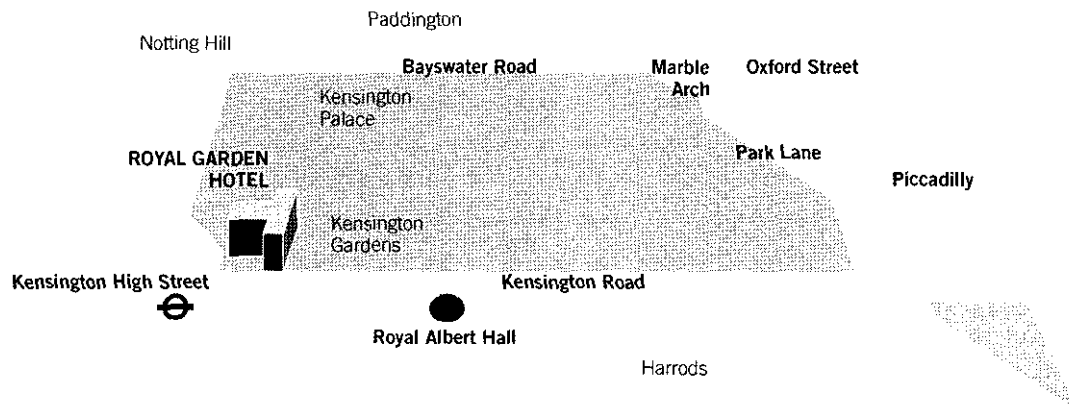 Paddington
Notting Hill
Bayswater Road
Marble
Arch
Oxford Street
Kensington
Palace
ROYAL GARDEN
HOTEL
Park Lane
Piccadilly
Kensington
Gardens
Kensington High Street
Kensington Road
Royal Albert Hall
Harrods